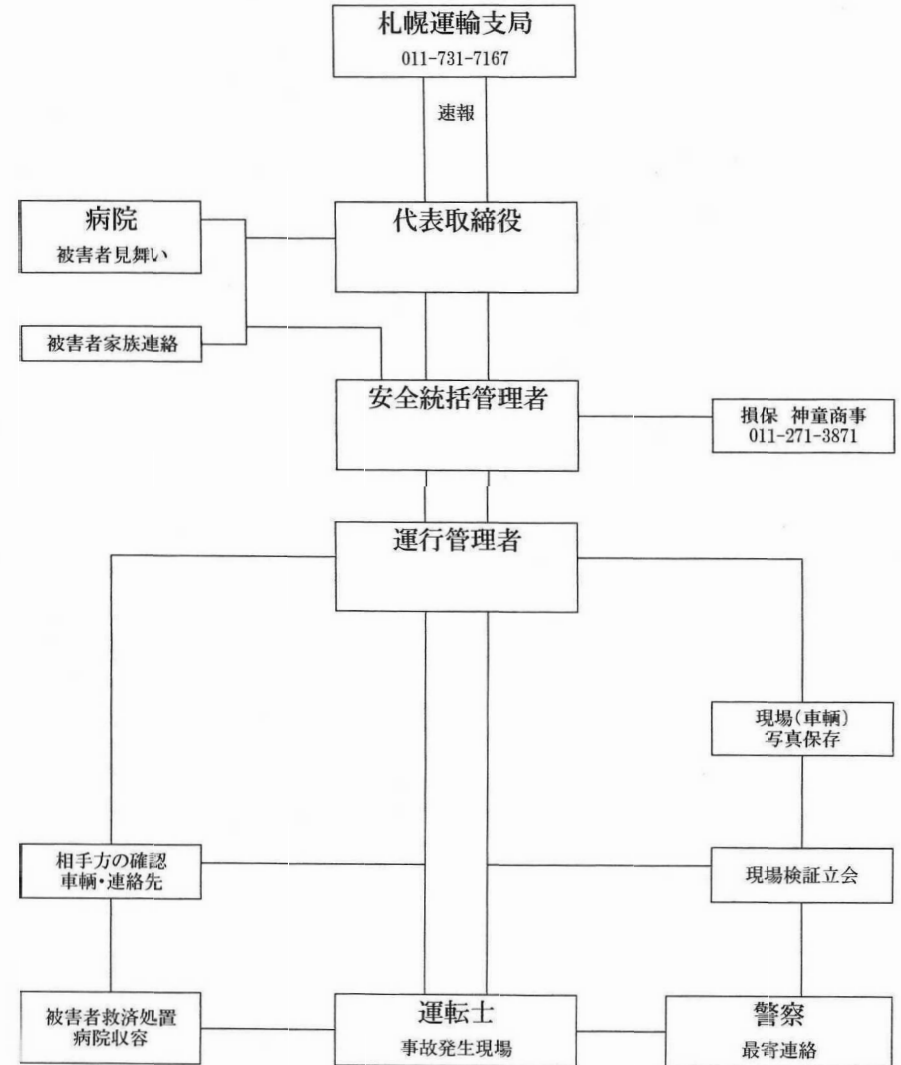 札幌運輸支局
011-731-7167
速報
病院
被害者見舞い
代表取締役
被害者家族連絡
安全統括管理者
損保 神童商事
011-271-3871
運行管理者
現場(車輌)
写真保存
相手方の確認
車輌・連絡先
現場検証立会
被害者救済処置
病院収容
運転士
事故発生現場
警察
最寄連絡